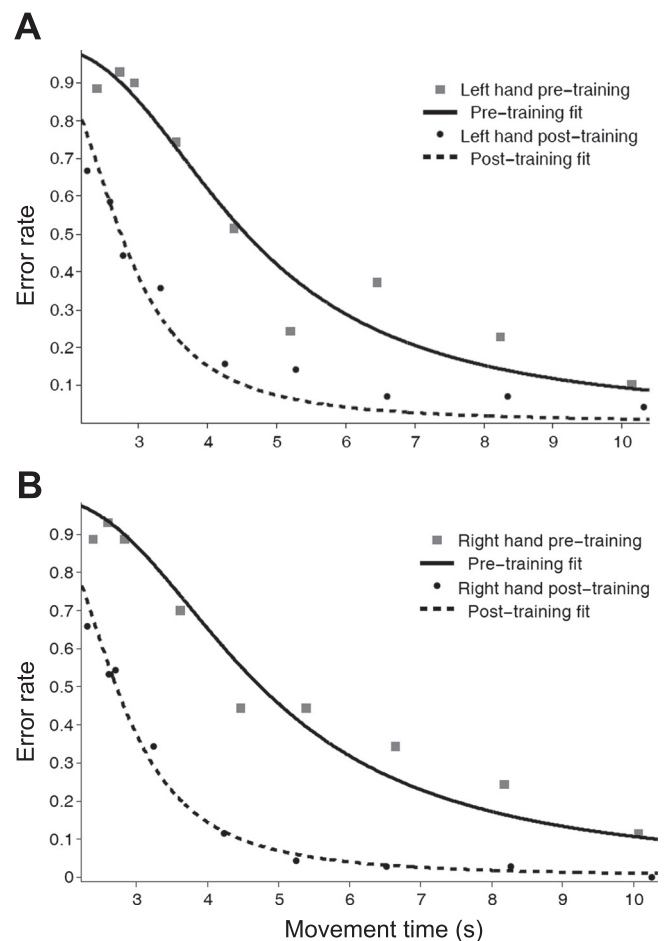 A
0.9
0.8
0.7
0.6
0.5
0.4
0.3
0.2
0.1
3 4 5 6 7 8 9 10
Error rate
Left hand pre-training
Pre-training fit
Left hand post-training
Post-training fit
B
0.9
0.8
0.7
0.6
0.5
0.4
0.3
0.2
0.1
0
3 4 5 6 7 8 9 10
Error rate
Right hand pre-training
Pre-training fit
Right hand post-training
Post-training fit
Movement time (s)